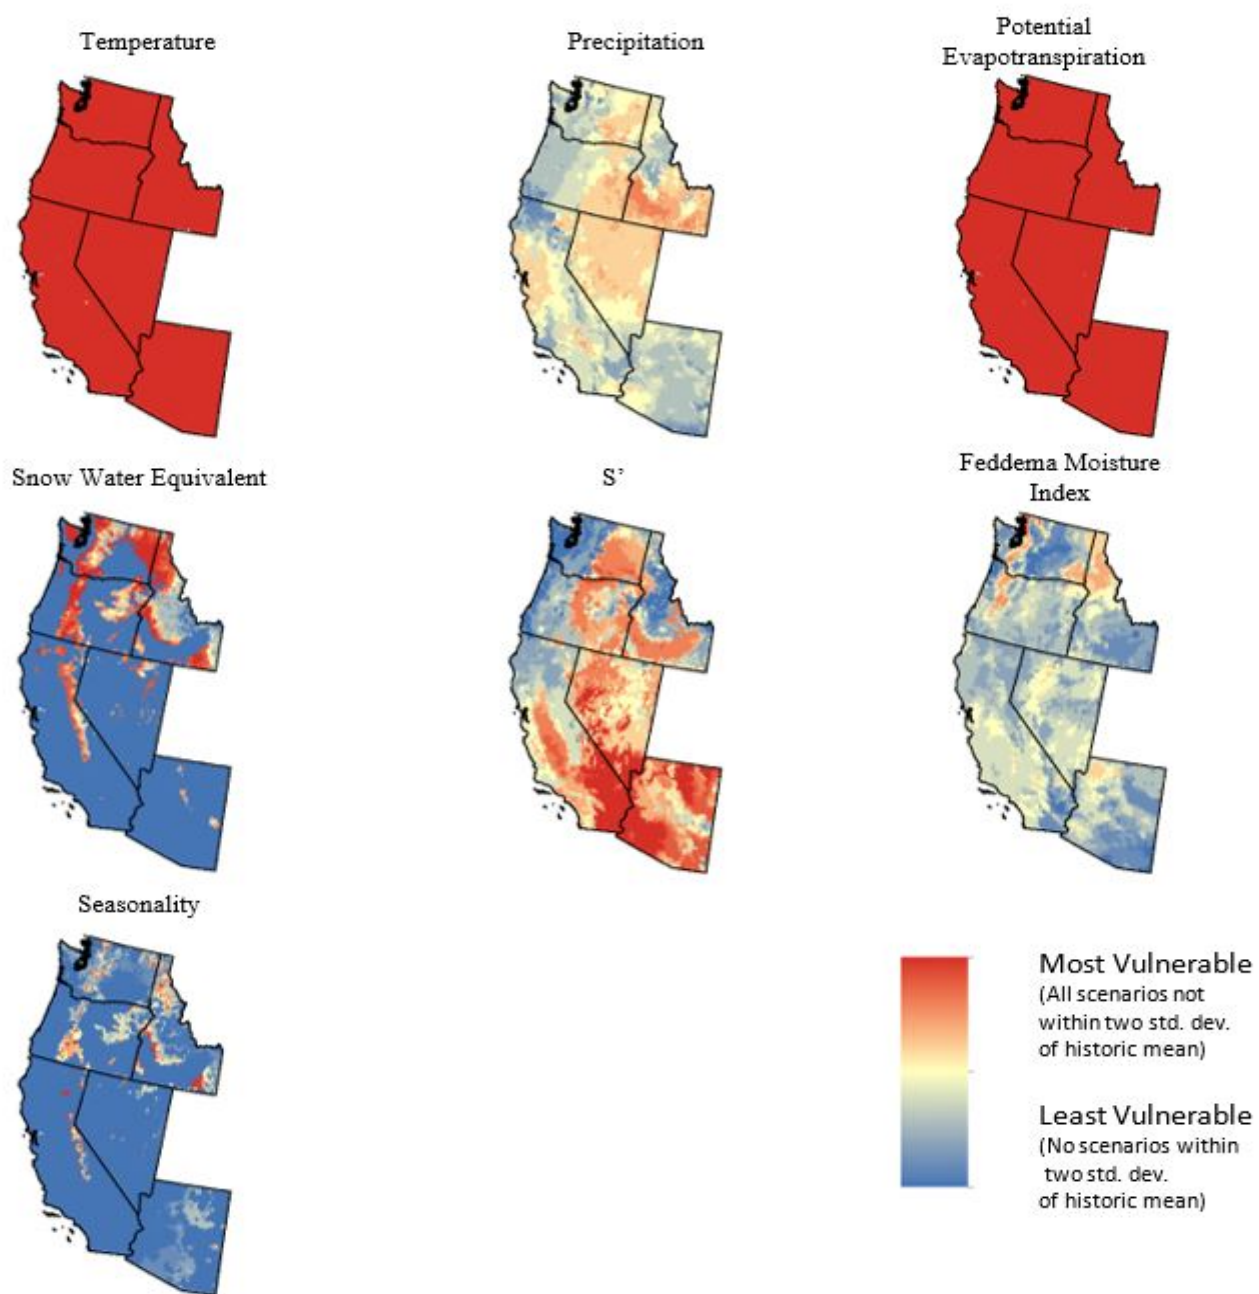 Temperature
Precipitation
Potential
Evapotranspiration
Snow Water Equivalent
S’
Feddema Moisture
Index
Seasonality
Most Vulnerable
(All scenarios not
within two std. dev.
of historic mean)
Least Vulnerable
(No scenarios within
two std. dev.
of historic mean)